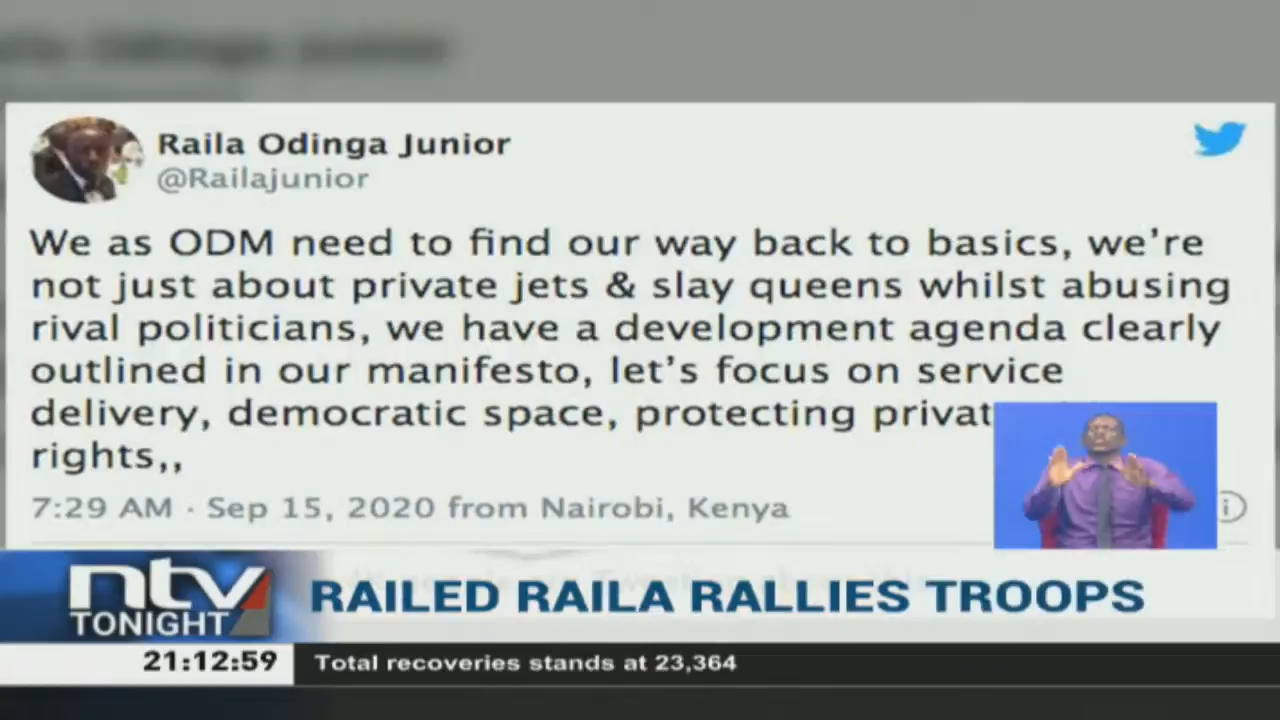 Raila Odinga Junior
@Railajunior
We as ODM need to find our way back to basics, we're
not just about private jets & slay queens whilst abusing
rival politicians, we have a development agenda clearly
outlined in our manifesto, let's focus on service
delivery, democratic space, protecting
rights,,
7:29 AM · Sep 15, 2020 from Nairobi, Kenya
ntv
TONIGHT
RAILED RAILA RALLIES TROOPS
21:12:59
Total recoveries stands at 23,364